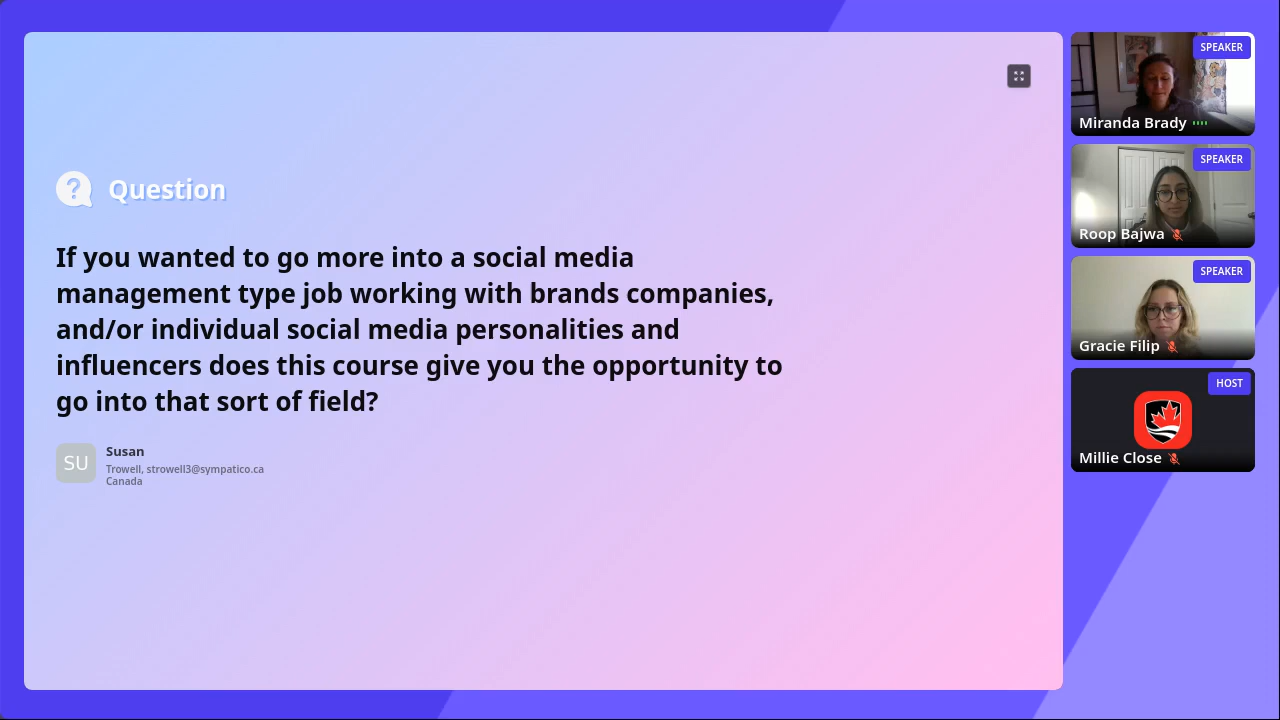 Question
If you wanted to go more into a social media
management type job working with brands companies,
and/or individual social media personalities and
influencers does this course give you the opportunity to
go into that sort of field?
SU
Susan
Trowell, strowell3@sympatico.ca
Canada
SPEAKER
Miranda Brady
SPEAKER
Roop Bajwa
SPEAKER
Gracie Filip
HOST
Millie Close